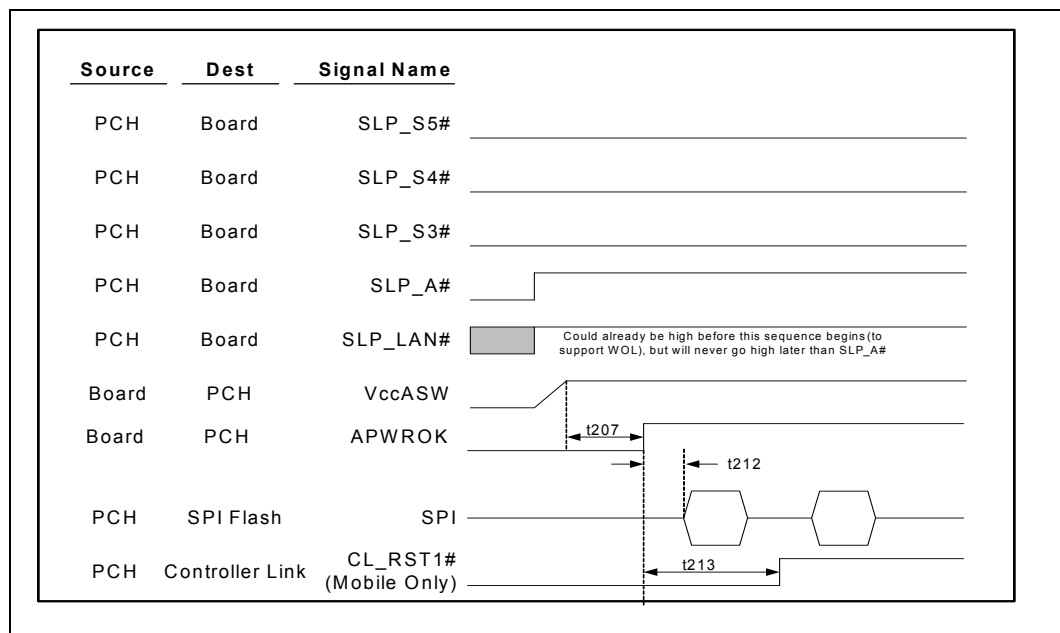 Source Dest Signal Name
PCH Board SLP_S5#
PCH Board SLP_S4#
PCH Board SLP_S3#
PCH Board SLP_A#
PCH Board SLP_LAN#
Could already be high before this sequence begins(to
support WOL), but will never go high later than SLP_A#
Board PCH VccASW
Board PCH APWROK
t207
t212
PCH SPI Flash SPI
PCH Controller Link CL_RST1#
(Mobile Only)
t213